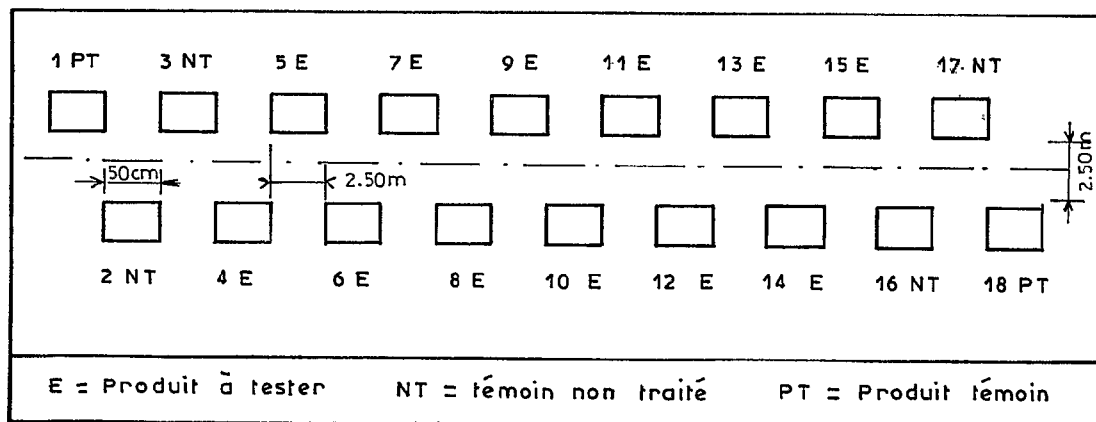 1 PT 3 NT 5 E 7 E 9 E 11 E 13 E 15 E 17 NT
50cm 2.50m 2.50m
2 NT 4 E 6 E 8 E 10 E 12 E 14 E 16 NT 18 PT
E = Produit à tester NT = témoin non traité PT = Produit témoin